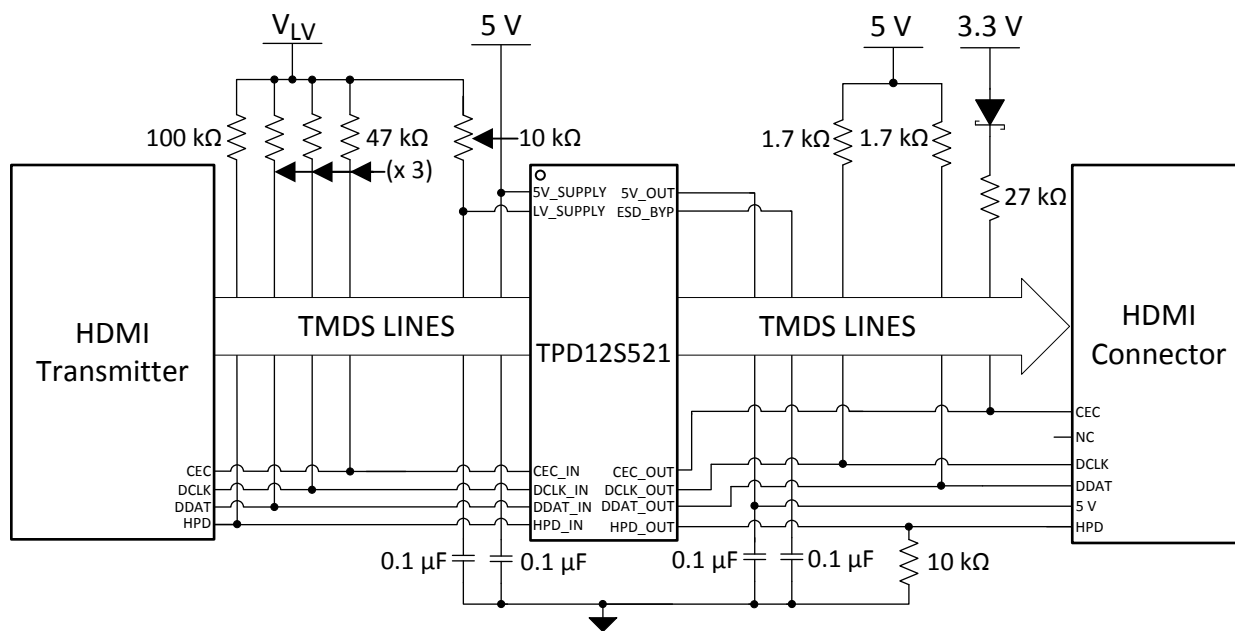 V_LV
5 V
5 V
3.3 V
100 kΩ
47 kΩ
(x 3)
10 kΩ
1.7 kΩ
1.7 kΩ
27 kΩ
5V_SUPPLY
LV_SUPPLY
5V_OUT
ESD_BYP
HDMI
Transmitter
TMDS LINES
TPD12S521
TMDS LINES
HDMI
Connector
CEC
DCLK
DDAT
HPD
CEC_IN
DCLK_IN
DDAT_IN
HPD_IN
CEC_OUT
DCLK_OUT
DDAT_OUT
HPD_OUT
CEC
NC
DCLK
DDAT
5 V
HPD
0.1 µF
0.1 µF
0.1 µF
0.1 µF
10 kΩ